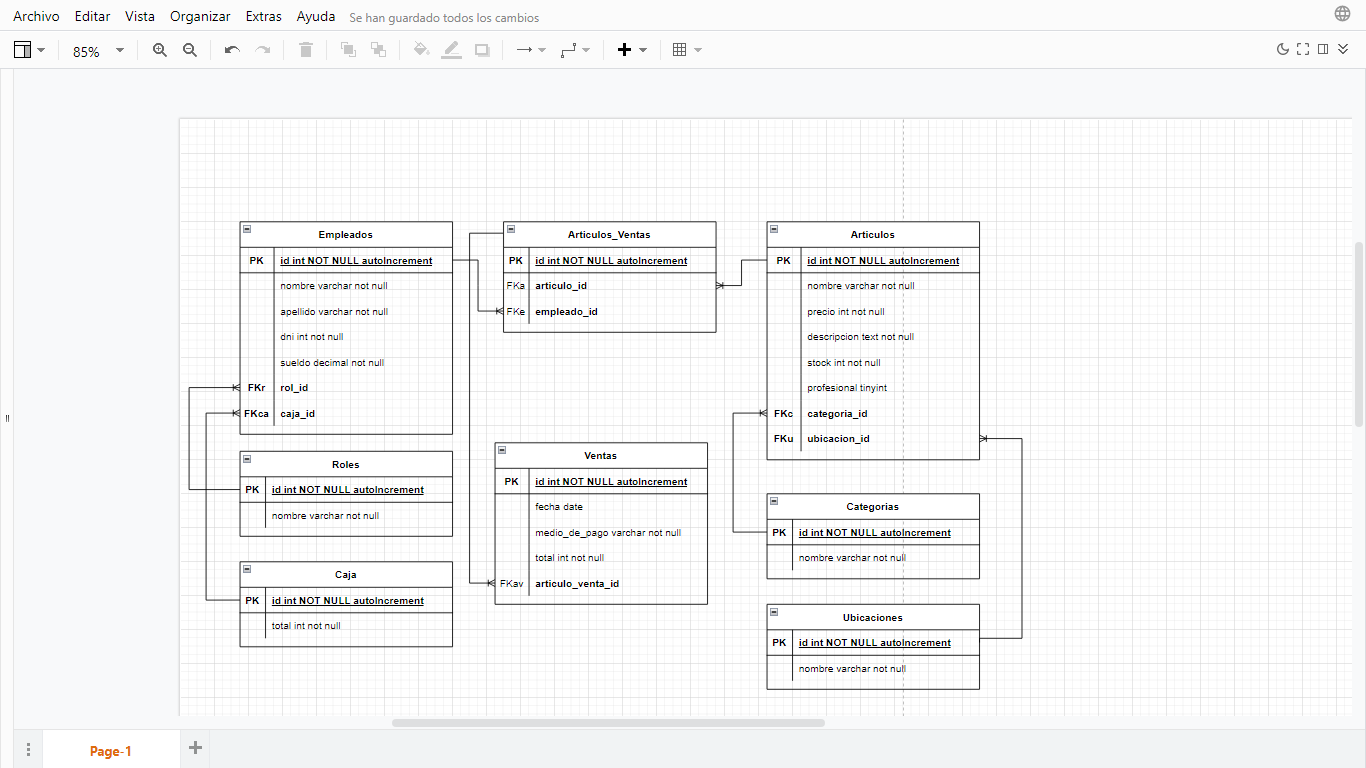 Archivo Editar Vista Organizar Extras Ayuda Se han guardado todos los cambios
85%
Empleados
PK id int NOT NULL autoIncrement
nombre varchar not null
apellido varchar not null
dni int not null
sueldo decimal not null
FKr rol_id
FKca caja_id
Roles
PK id int NOT NULL autoIncrement
nombre varchar not null
Caja
PK id int NOT NULL autoIncrement
total int not null
Articulos_Ventas
PK id int NOT NULL autoIncrement
FKa articulo_id
FKe empleado_id
Ventas
PK id int NOT NULL autoIncrement
fecha date
medio_de_pago varchar not null
total int not null
FKav articulo_venta_id
Articulos
PK id int NOT NULL autoIncrement
nombre varchar not null
precio int not null
descripcion text not null
stock int not null
profesional tinyint
FKc categoria_id
FKu ubicacion_id
Categorias
PK id int NOT NULL autoIncrement
nombre varchar not null
Ubicaciones
PK id int NOT NULL autoIncrement
nombre varchar not null
Page-1